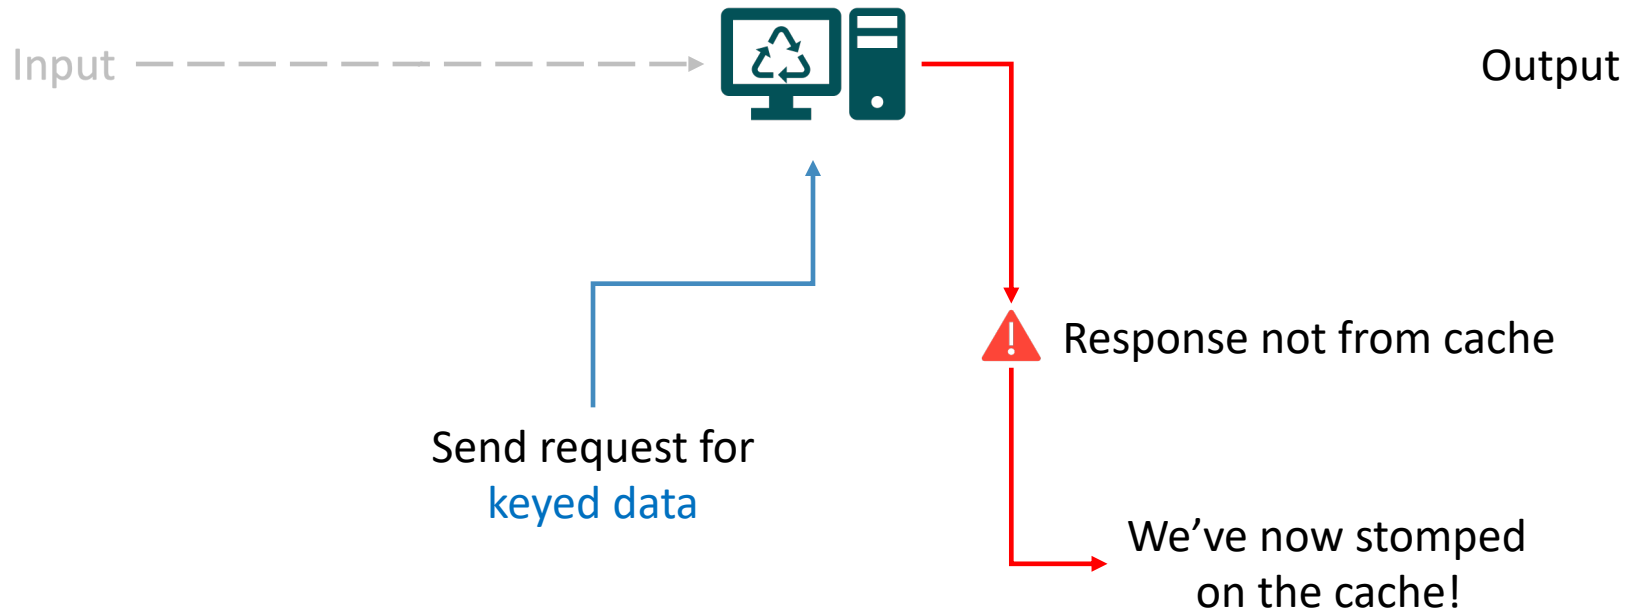 Input
Output
Response not from cache
Send request for
keyed data
We’ve now stomped
on the cache!